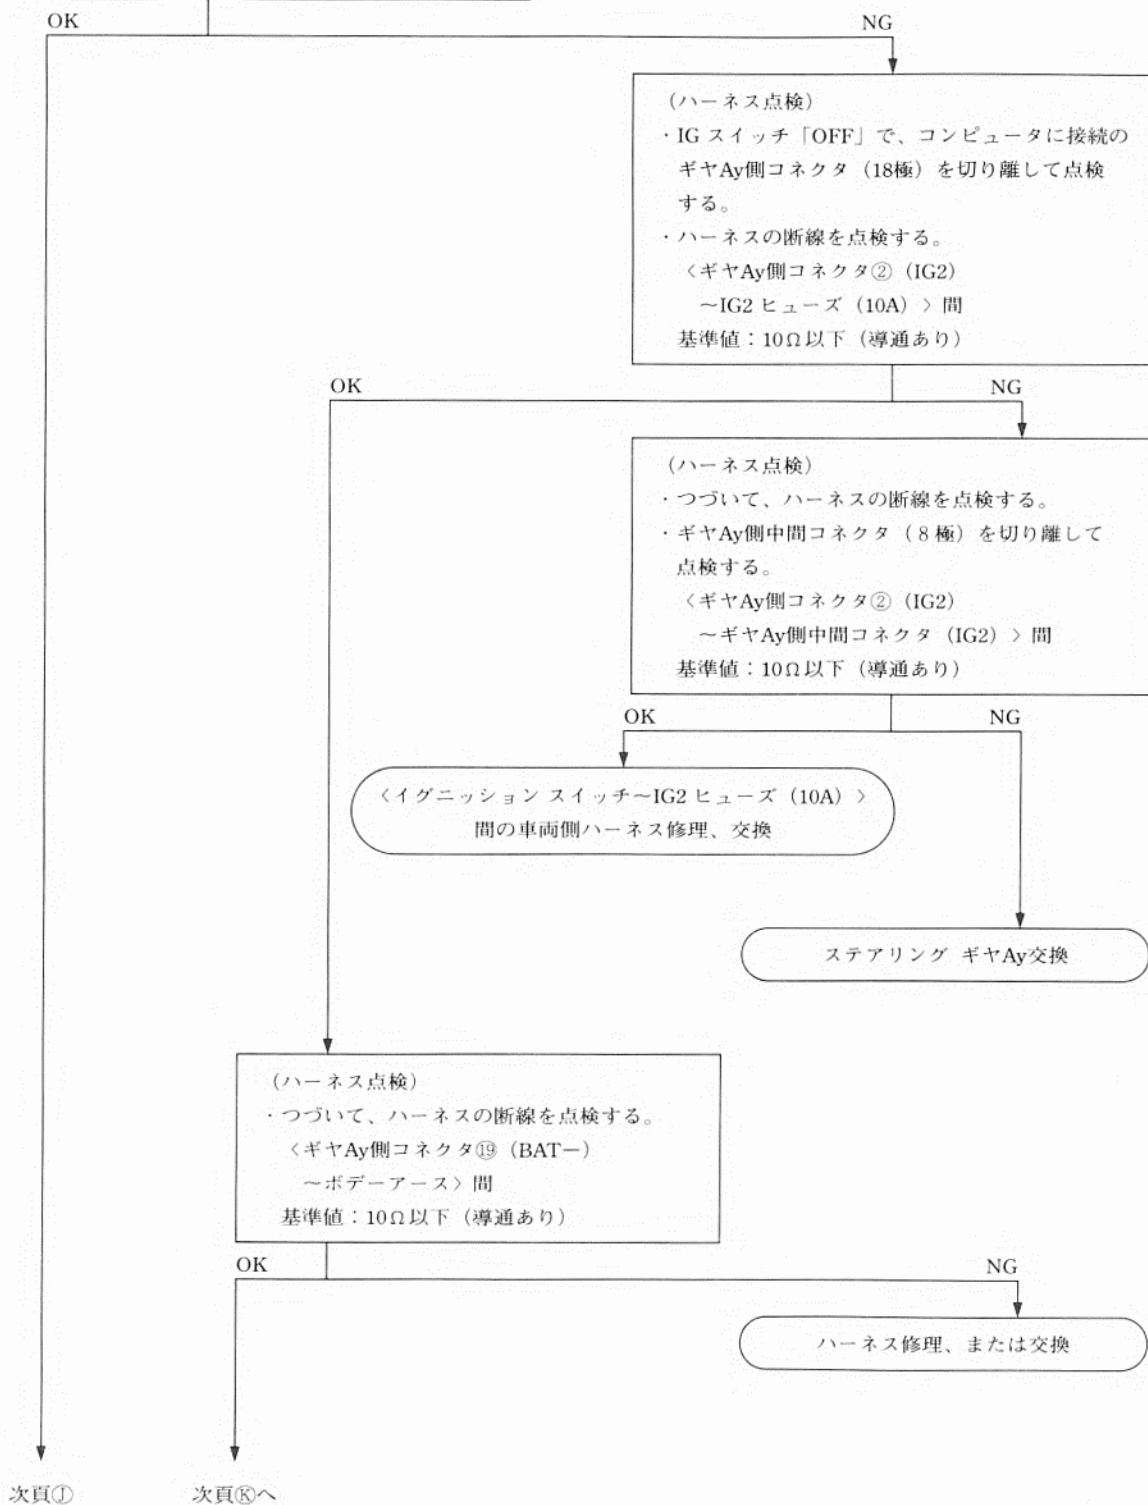 OK
NG
（ハーネス点検）
・IG スイッチ「OFF」で、コンピュータに接続の
ギヤAy側コネクタ（18極）を切り離して点検
する。
・ハーネスの断線を点検する。
〈ギヤAy側コネクタ②（IG2）
～IG2 ヒューズ（10A）〉間
基準値：10Ω以下（導通あり）
OK
NG
（ハーネス点検）
・つづいて、ハーネスの断線を点検する。
・ギヤAy側中間コネクタ（8極）を切り離して
点検する。
〈ギヤAy側コネクタ②（IG2）
～ギヤAy側中間コネクタ（IG2）〉間
基準値：10Ω以下（導通あり）
OK
NG
〈イグニッション スイッチ～IG2 ヒューズ（10A）〉
間の車両側ハーネス修理、交換
ステアリング ギヤAy交換
（ハーネス点検）
・つづいて、ハーネスの断線を点検する。
〈ギヤAy側コネクタ⑲（BAT－）
～ボデーアース〉間
基準値：10Ω以下（導通あり）
OK
NG
ハーネス修理、または交換
次頁Ⓙ
次頁Ⓚへ